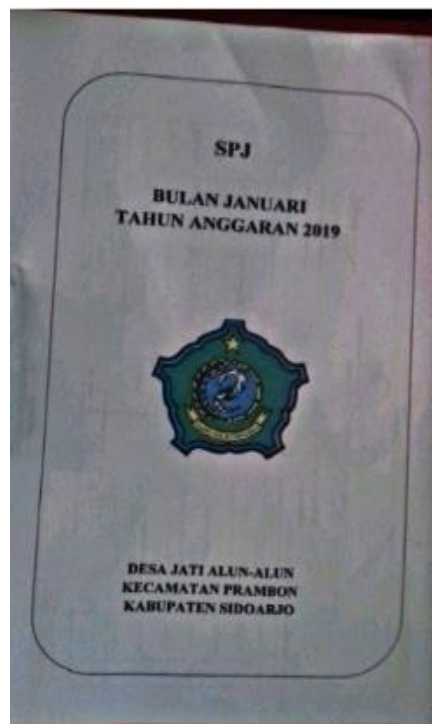 SPJ
BULAN JANUARI
TAHUN ANGGARAN 2019
DESA JATI ALUN-ALUN
KECAMATAN PRAMBON
KABUPATEN SIDOARJO